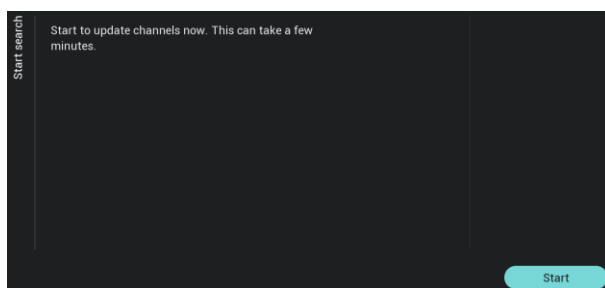 Start search
Start to update channels now. This can take a few
minutes.
Start